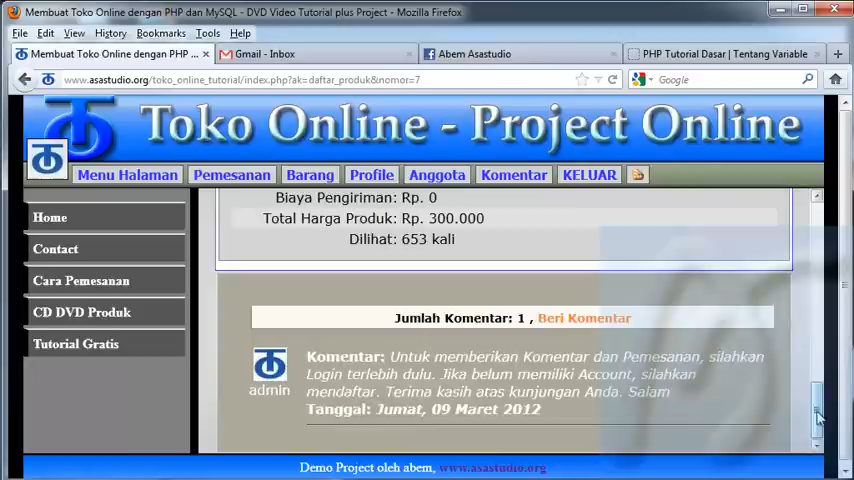 Membuat Toko Online dengan PHP dan MySQL - DVD Video Tutorial plus Project - Mozilla Firefox
File Edit View History Bookmarks Tools Help
Membuat Toko Online dengan PHP ... × Gmail - Inbox × Abem Asastudio × PHP Tutorial Dasar | Tentang Variable
www.asastudio.org/toko_online_tutorial/index.php?ak=daftar_produk&nomor=7 Google
Toko Online - Project Online
Menu Halaman Pemesanan Barang Profile Anggota Komentar KELUAR
Home
Contact
Cara Pemesanan
CD DVD Produk
Tutorial Gratis
Biaya Pengiriman: Rp. 0
Total Harga Produk: Rp. 300.000
Dilihat: 653 kali
Jumlah Komentar: 1 , Beri Komentar
admin
Komentar: Untuk memberikan Komentar dan Pemesanan, silahkan
Login terlebih dulu. Jika belum memiliki Account, silahkan
mendaftar. Terima kasih atas kunjungan Anda. Salam
Tanggal: Jumat, 09 Maret 2012
Demo Project oleh abem, www.asastudio.org